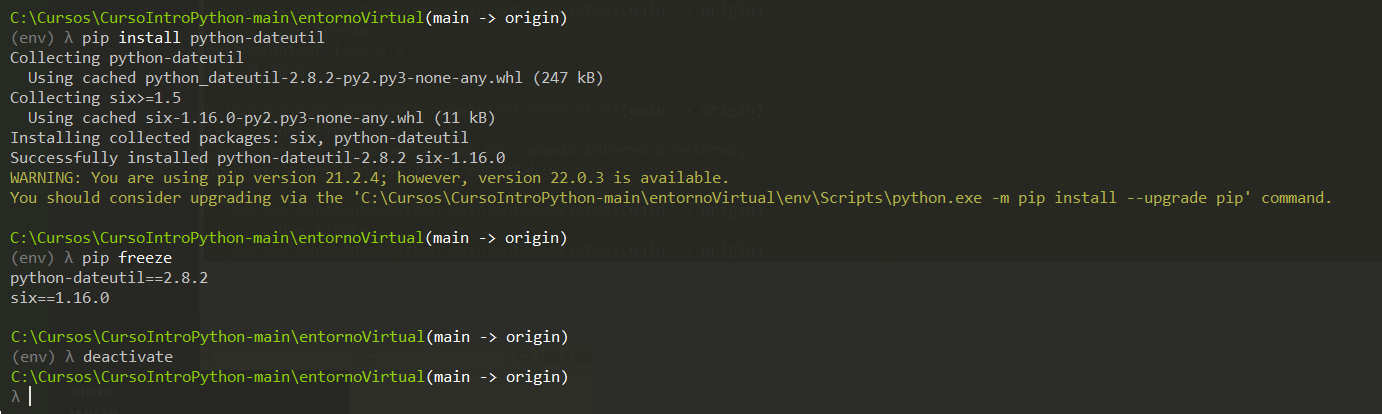 C:\Cursos\CursoIntroPython-main\entornoVirtual(main -> origin)
(env) λ pip install python-dateutil
Collecting python-dateutil
  Using cached python_dateutil-2.8.2-py2.py3-none-any.whl (247 kB)
Collecting six>=1.5
  Using cached six-1.16.0-py2.py3-none-any.whl (11 kB)
Installing collected packages: six, python-dateutil
Successfully installed python-dateutil-2.8.2 six-1.16.0
WARNING: You are using pip version 21.2.4; however, version 22.0.3 is available.
You should consider upgrading via the 'C:\Cursos\CursoIntroPython-main\entornoVirtual\env\Scripts\python.exe -m pip install --upgrade pip' command.
C:\Cursos\CursoIntroPython-main\entornoVirtual(main -> origin)
(env) λ pip freeze
python-dateutil==2.8.2
six==1.16.0
C:\Cursos\CursoIntroPython-main\entornoVirtual(main -> origin)
(env) λ deactivate
C:\Cursos\CursoIntroPython-main\entornoVirtual(main -> origin)
λ